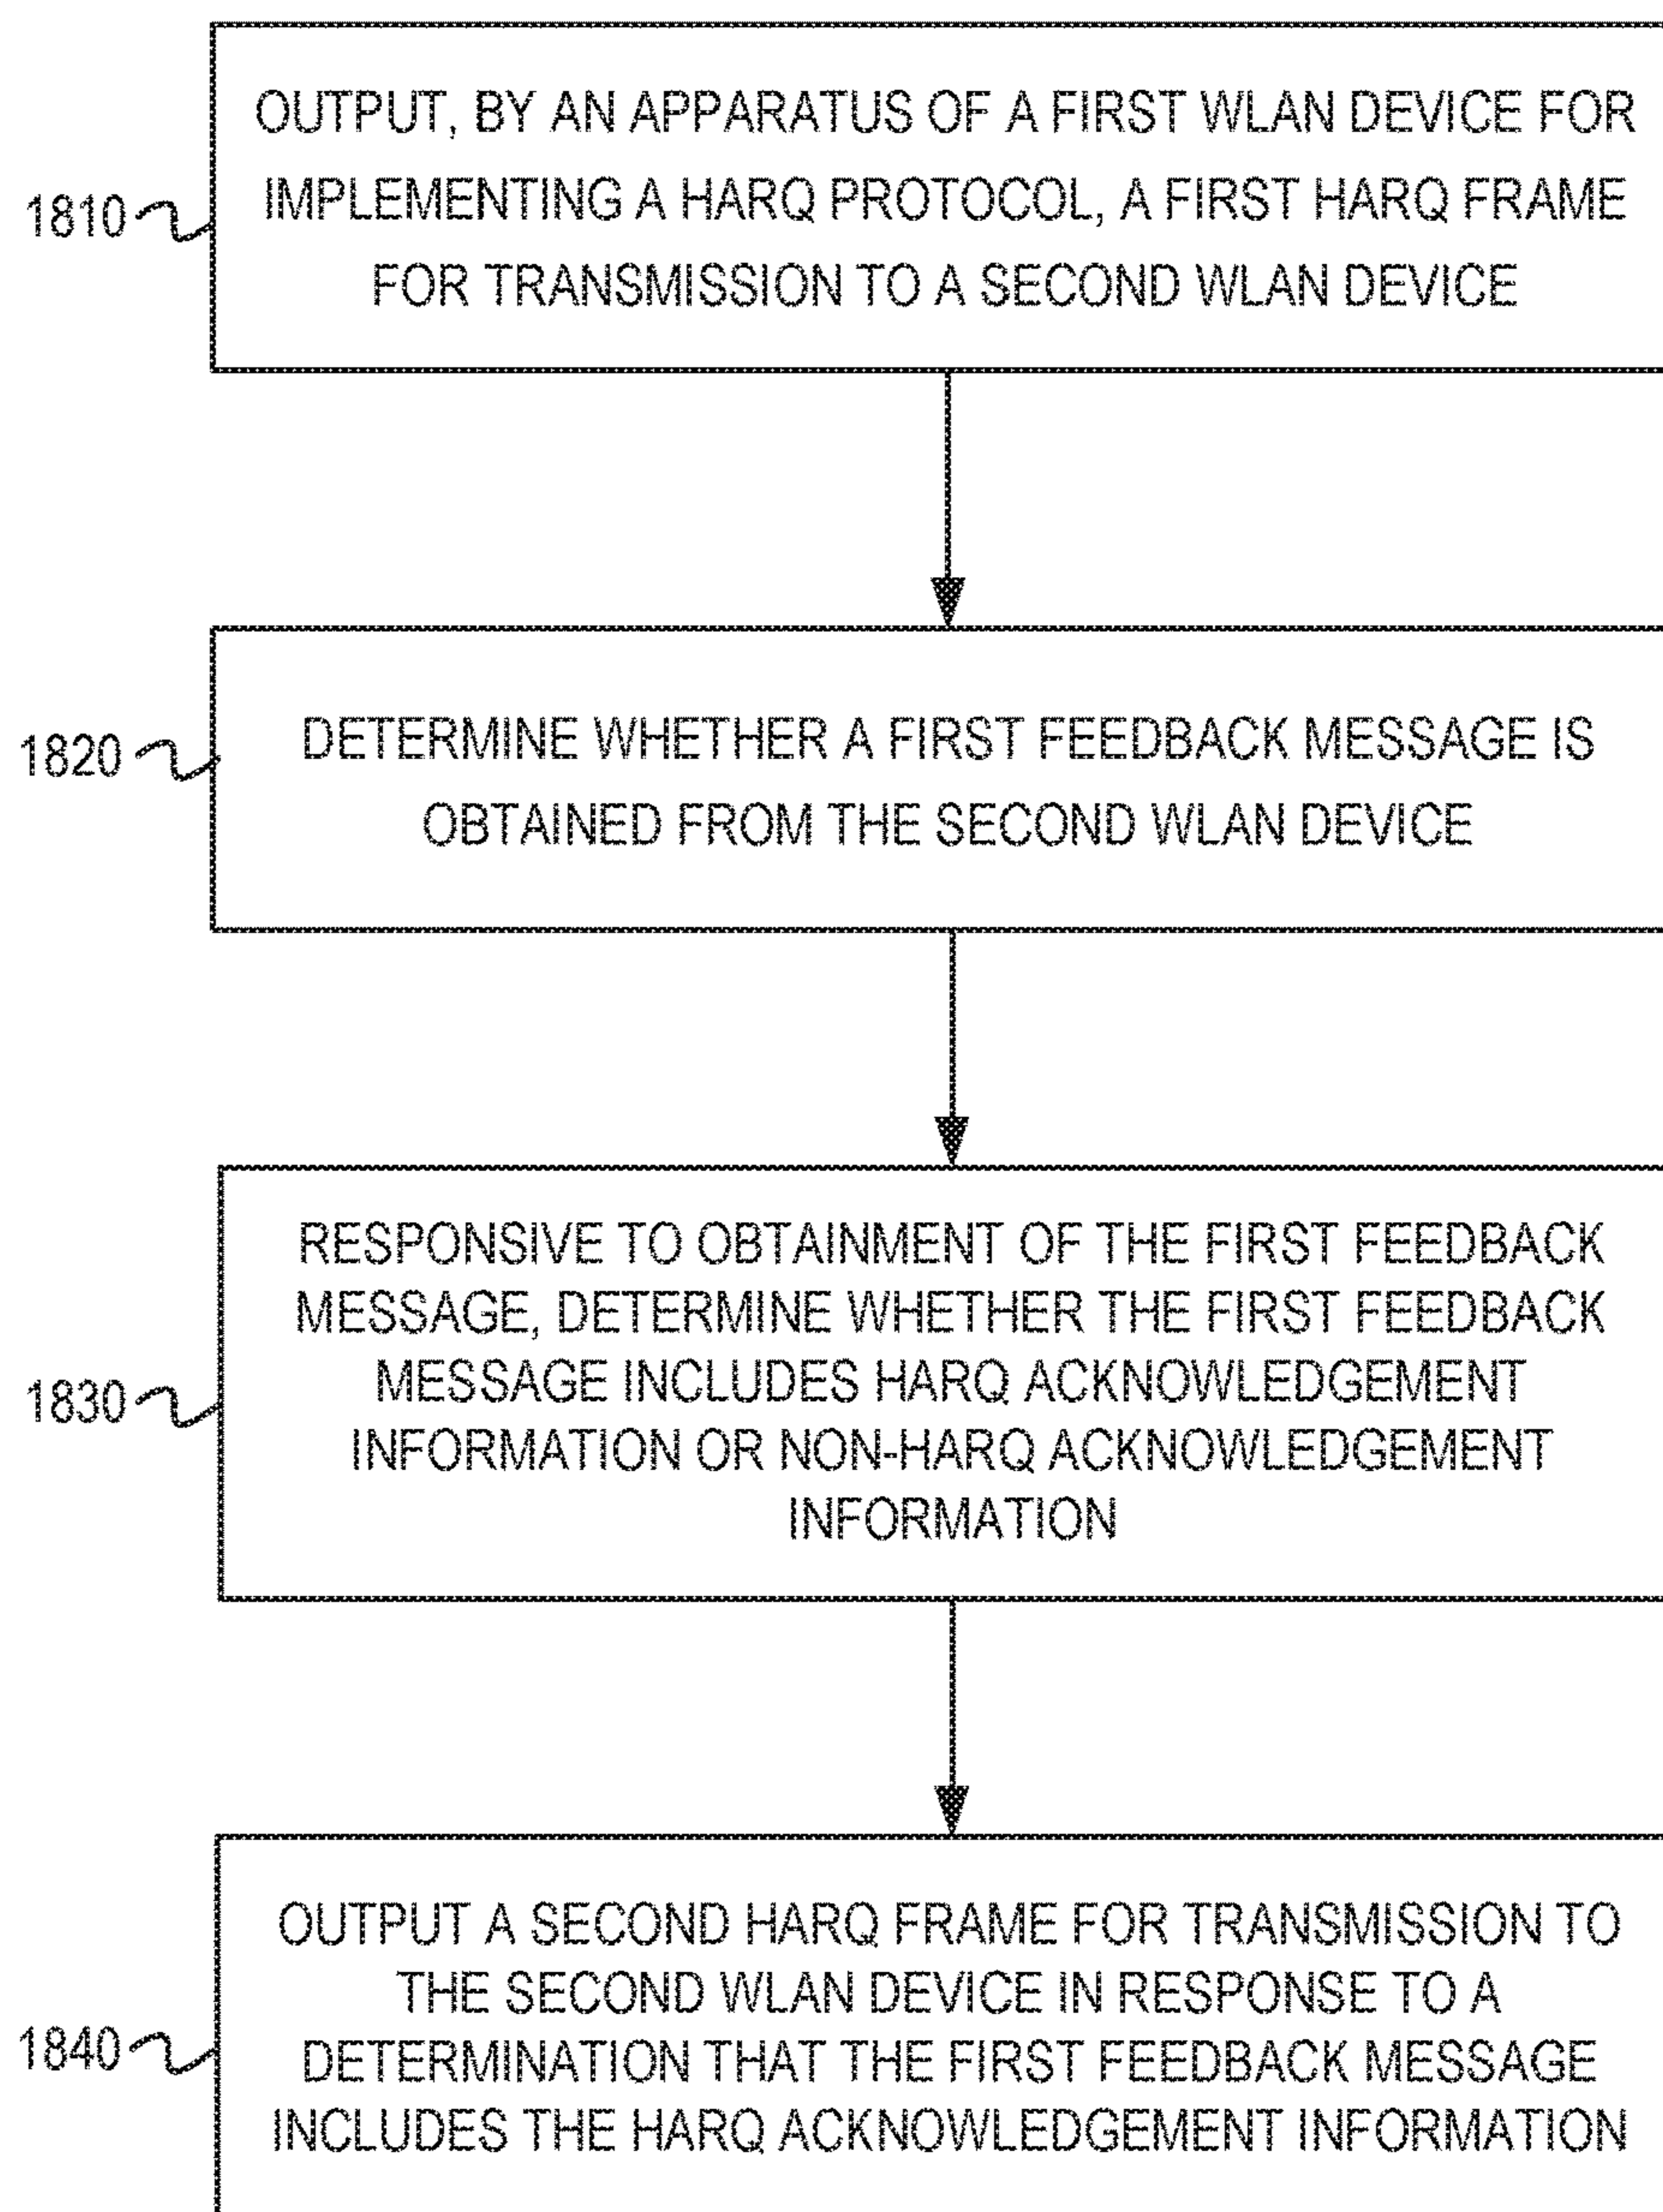 OUTPUT, BY AN APPARATUS OF A FIRST WLAN DEVICE FOR
IMPLEMENTING A HARQ PROTOCOL, A FIRST HARQ FRAME
FOR TRANSMISSION TO A SECOND WLAN DEVICE
1810
DETERMINE WHETHER A FIRST FEEDBACK MESSAGE IS
OBTAINED FROM THE SECOND WLAN DEVICE
1820
RESPONSIVE TO OBTAINMENT OF THE FIRST FEEDBACK
MESSAGE, DETERMINE WHETHER THE FIRST FEEDBACK
MESSAGE INCLUDES HARQ ACKNOWLEDGEMENT
INFORMATION OR NON-HARQ ACKNOWLEDGEMENT
INFORMATION
1830
OUTPUT A SECOND HARQ FRAME FOR TRANSMISSION TO
THE SECOND WLAN DEVICE IN RESPONSE TO A
DETERMINATION THAT THE FIRST FEEDBACK MESSAGE
INCLUDES THE HARQ ACKNOWLEDGEMENT INFORMATION
1840